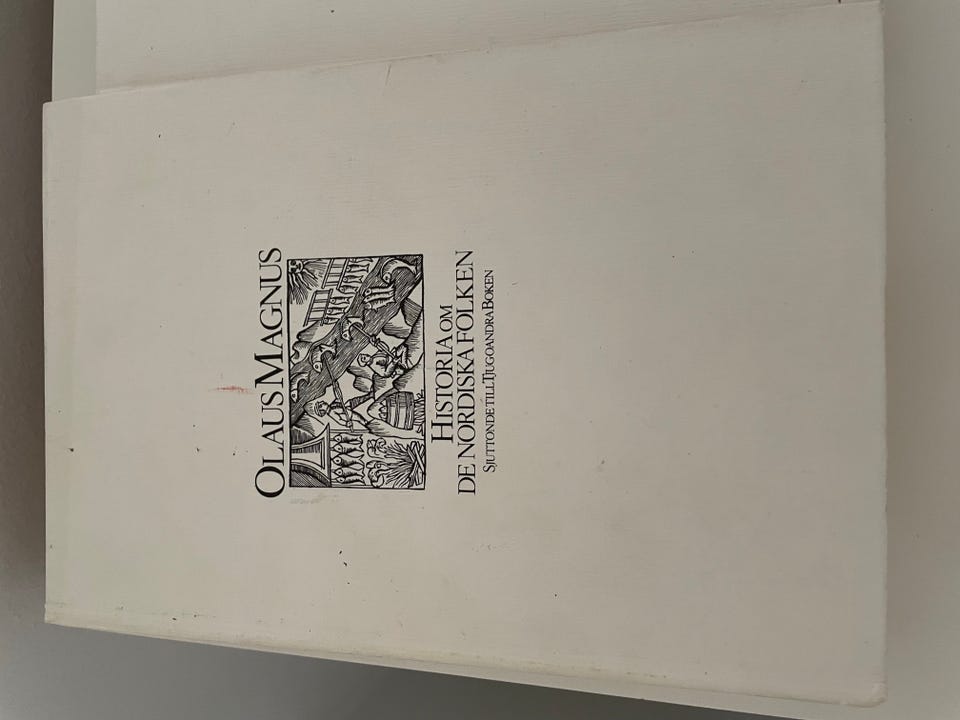 OLAUS MAGNUS
HISTORIA OM
DE NORDISKA FOLKEN
SJUTTONDE TILL TJUGOANDRA BOKEN